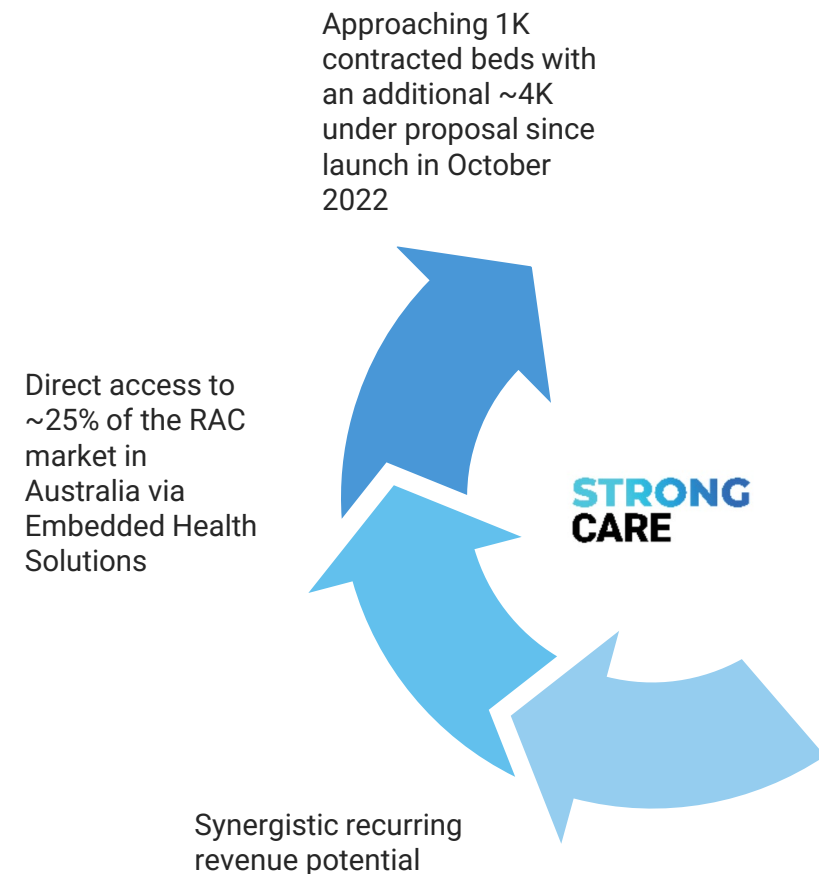 Approaching 1K
contracted beds with
an additional ~4K
under proposal since
launch in October
2022
Direct access to
~25% of the RAC
market in
Australia via
Embedded Health
Solutions
STRONG
CARE
Synergistic recurring
revenue potential